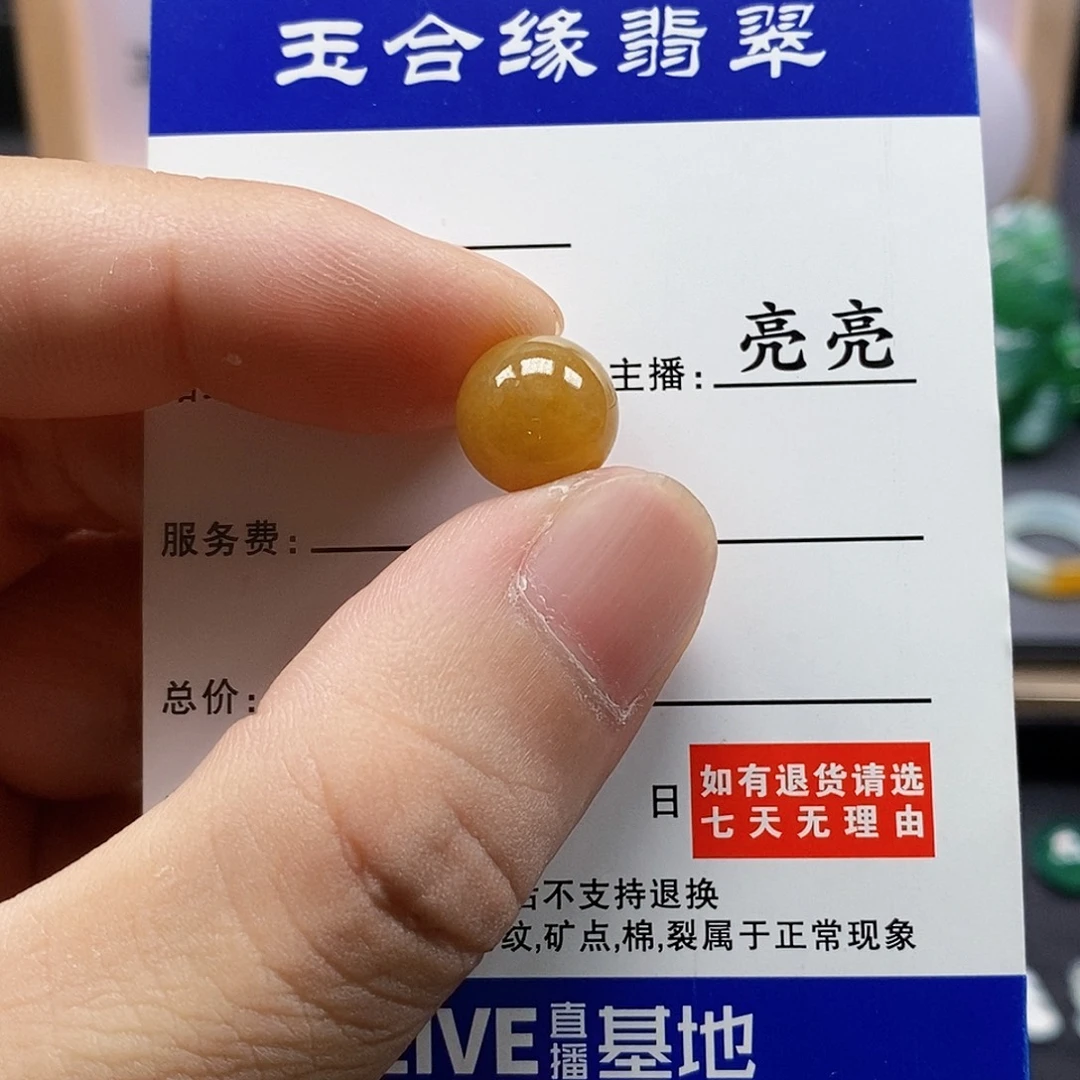 玉合缘翡翠
主播: 亮亮
服务费:
总价:
日
如有退货请选
七天无理由
不支持退换
纹,矿点,棉,裂属于正常现象
LIVE 直播 基地